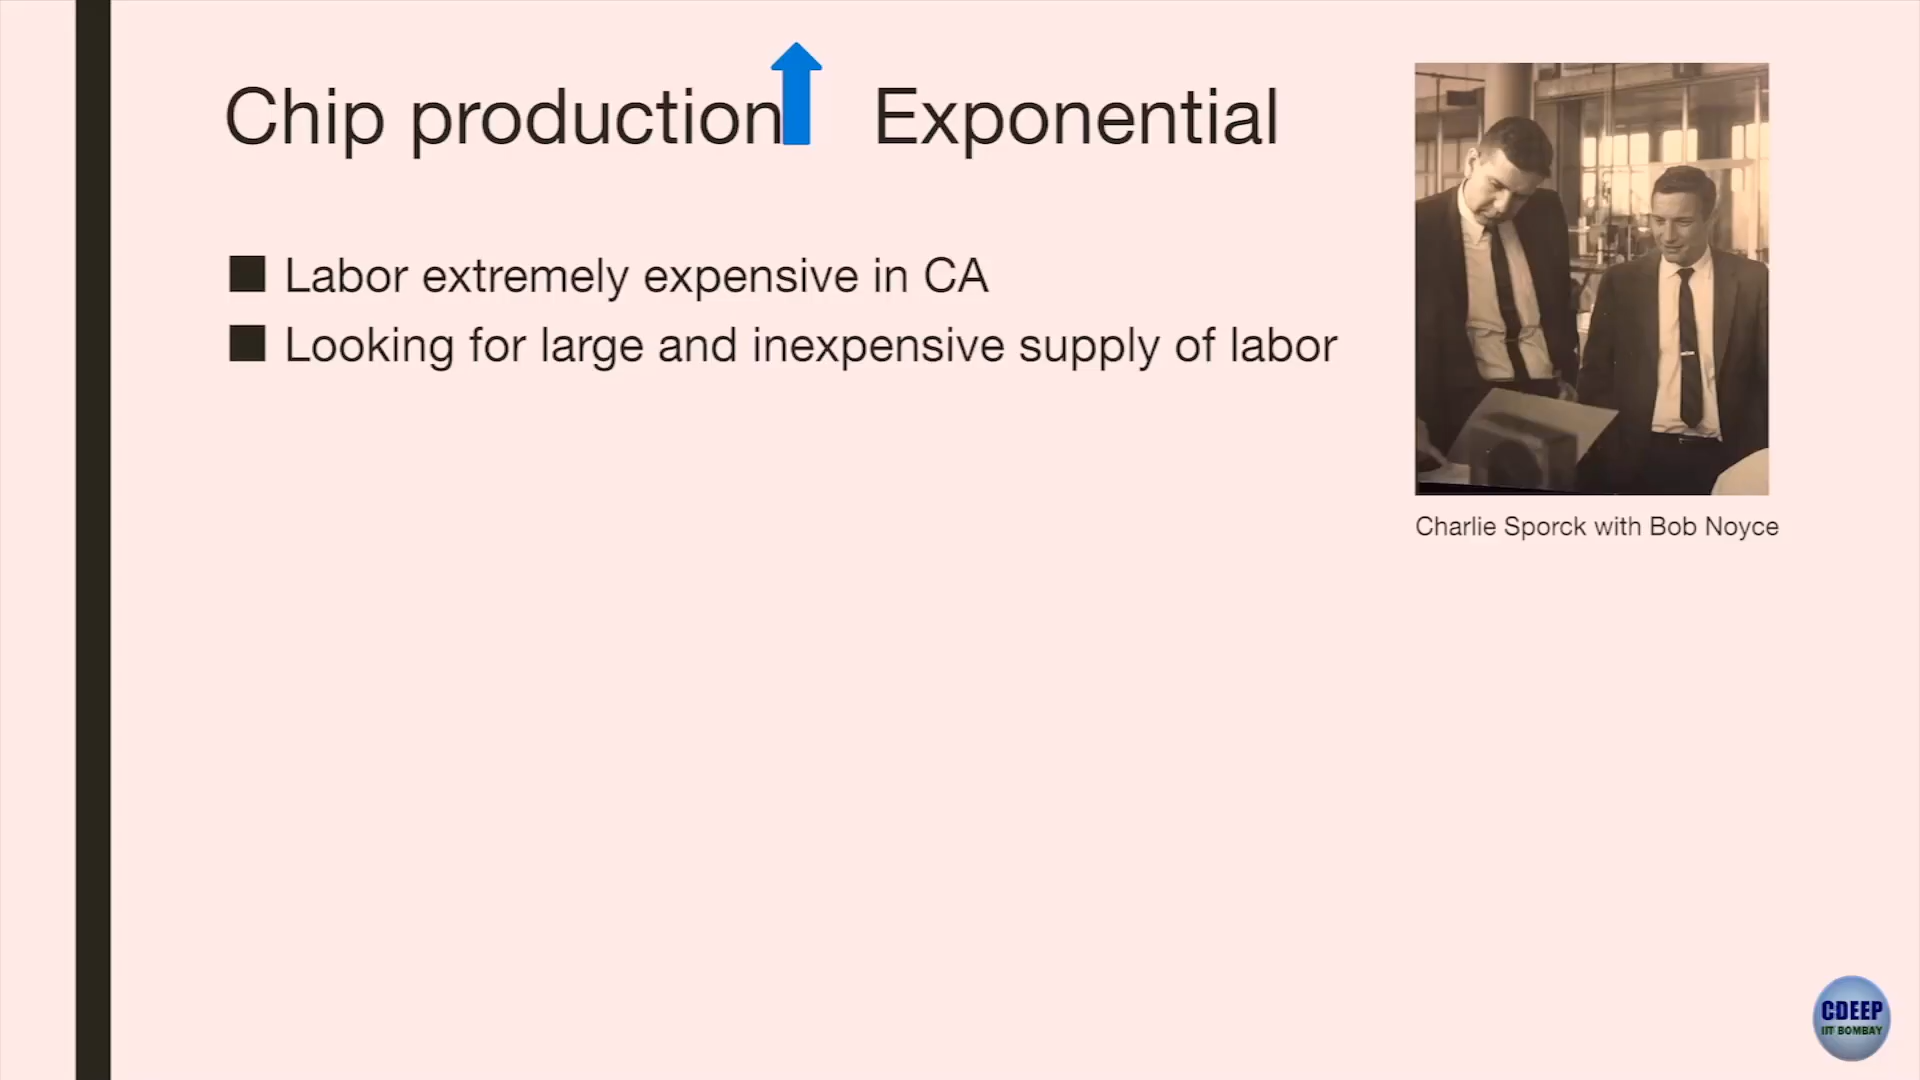 Chip production Exponential
Labor extremely expensive in CA
Looking for large and inexpensive supply of labor
Charlie Sporck with Bob Noyce
CDEEP
IIT BOMBAY